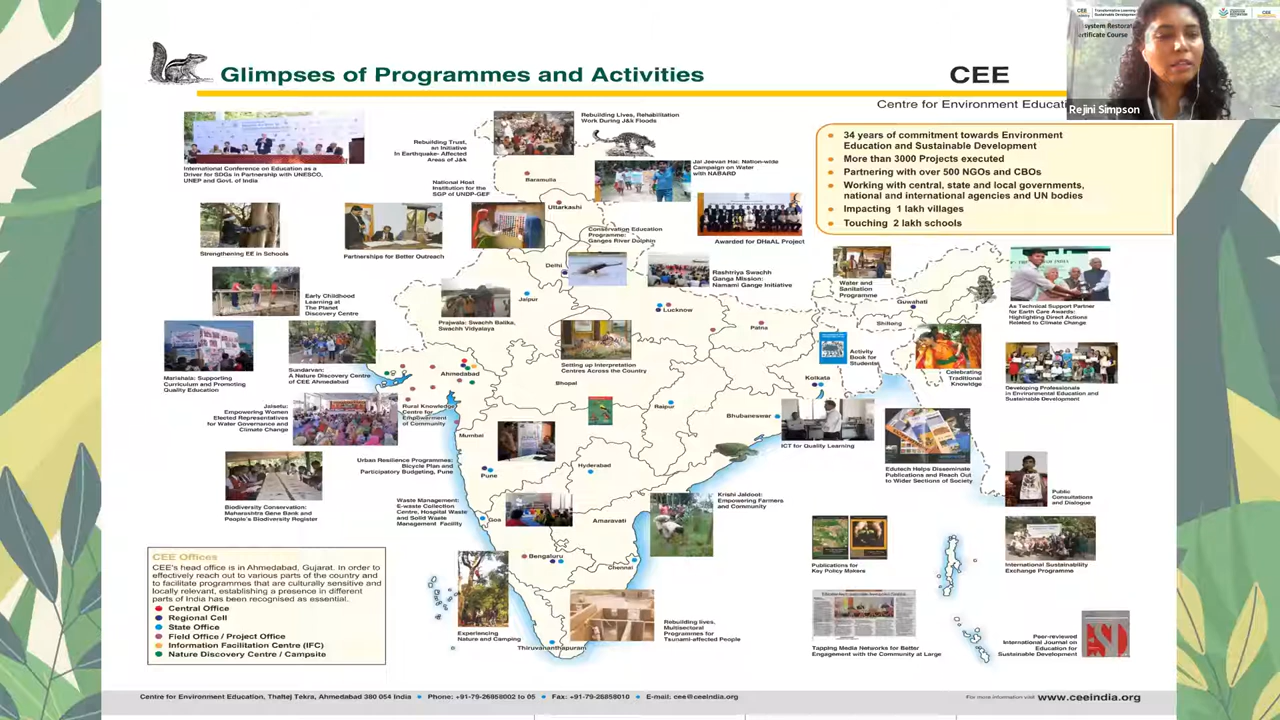 CEE
Transformative Learning
Sustainable Development
system Restorat
ertificate Course
CEE
Rejini Simpson
Glimpses of Programmes and Activities
CEE
Centre for Environment Educati
34 years of commitment towards Environment
Education and Sustainable Development
More than 3000 Projects executed
Partnering with over 500 NGOs and CBOs
Working with central, state and local governments,
national and international agencies and UN bodies
Impacting 1 lakh villages
Touching 2 lakh schools
International Conference on Education as a
Driver for SDGs in Partnership with UNESCO,
UNEP and Govt. of India
Rebuilding Trust,
an Initiative
in Earthquake- Affected
Areas of J&k
National Host
Institution for the
SGP of UNDP-GEF
Rebuilding Lives, Rehabilitation
Work During J&K Floods
Baramulla
Jal Jeevan Hai: Nation-wide
Campaign on Water
with NABARD
Uttarkashi
Awarded for DHaAL Project
Strengthening EE in Schools
Partnerships for Better Outreach
Conservation Education
Programme:
Ganges River Dolphin
Delhi
Rashtriya Swachh
Ganga Mission:
Namami Gange Initiative
Water and
Sanitation
Programme
Guwahati
Shillong
As Technical Support Partner
for Earth Care Awards:
Highlighting Direct Actions
Related to Climate Change
Early Childhood
Learning at
The Planet
Discovery Centre
Jaipur
Prajwala: Swachh Balika,
Swachh Vidyalaya
Lucknow
Patna
Marishala: Supporting
Curriculum and Promoting
Quality Education
Sundarvan:
A Nature Discovery Centre
of CEE Ahmedabad
Ahmedabad
Setting up Interpretation
Centres Across the Country
Bhopal
Activity
Book for
Students
Kolkata
Celebrating
Traditional
Knowldge
Developing Professionals
in Environmental Education and
Sustainable Development
Jalsetu:
Empowering Women
Elected Representatives
for Water Governance and
Climate Change
Rural Knowledge
Centre for
Empowerment
of Community
Mumbai
Raipur
Bhubaneswar
ICT for Quality Learning
Urban Resilience Programmes:
Bicycle Plan and
Participatory Budgeting, Pune
Pune
Hyderabad
Edutech Helps Disseminate
Publications and Reach Out
to Wider Sections of Society
Biodiversity Conservation:
Maharashtra Gene Bank and
People's Biodiversity Register
Waste Management:
E-waste Collection
Centre, Hospital Waste
and Solid Waste
Management Facility
Goa
Amaravati
Krishi Jaldoot:
Empowering Farmers
and Community
Public
Consultations
and Dialogue
Bengaluru
Chennai
Publications for
Key Policy Makers
International Sustainability
Exchange Programme
CEE Offices
CEE's head office is in Ahmedabad, Gujarat. In order to
effectively reach out to various parts of the country and
to facilitate programmes that are culturally sensitive and
locally relevant, establishing a presence in different
parts of India has been recognised as essential.
Central Office
Regional Cell
State Office
Field Office / Project Office
Information Facilitation Centre (IFC)
Nature Discovery Centre / Campsite
Experiencing
Nature and Camping
Thiruvananthapuram
Rebuilding lives,
Multisectoral
Programmes for
Tsunami-affected People
Tapping Media Networks for Better
Engagement with the Community at Large
Peer-reviewed
International Journal on
Education for
Sustainable Development
ESD
Centre for Environment Education, Thaltej Tekra, Ahmedabad 380 054 India • Phone: +91-79-26858002 to 05 • Fax: +91-79-26858010 • E-mail: cee@ceeindia.org
For more information visit www.ceeindia.org